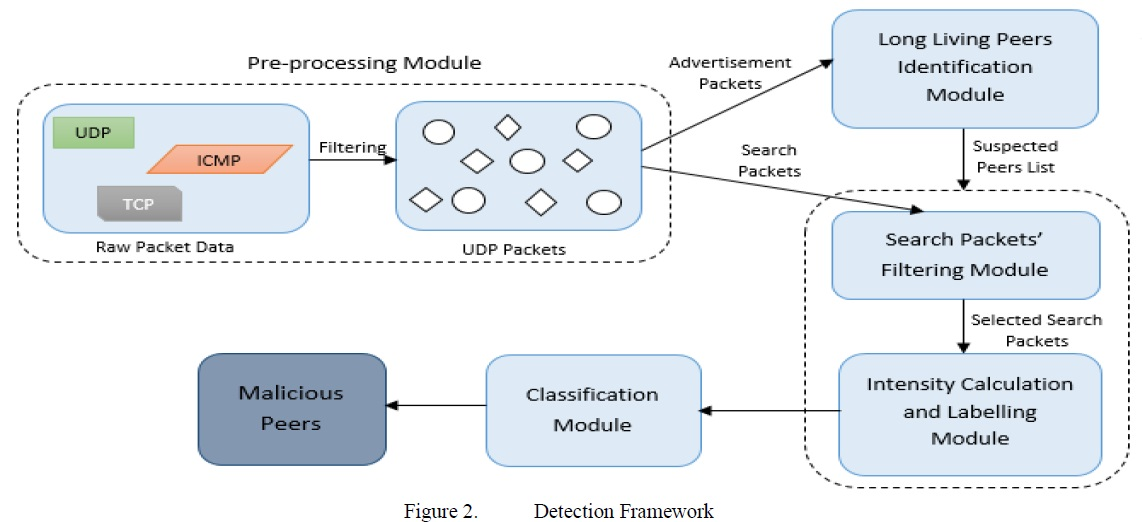 Pre-processing Module
UDP
ICMP
TCP
Raw Packet Data
Filtering
UDP Packets
Advertisement
Packets
Search
Packets
Long Living Peers
Identification
Module
Suspected
Peers List
Search Packets’
Filtering Module
Selected Search
Packets
Intensity Calculation
and Labelling
Module
Classification
Module
Malicious
Peers
Figure 2. Detection Framework